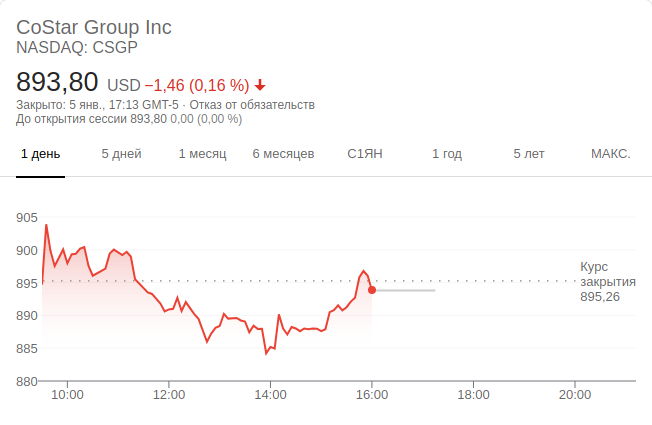 CoStar Group Inc
NASDAQ: CSGP
893,80 USD −1,46 (0,16 %)
Закрыто: 5 янв., 17:13 GMT-5 · Отказ от обязательств
До открытия сессии 893,80 0,00 (0,00 %)
1 день 5 дней 1 месяц 6 месяцев С1ЯН 1 год 5 лет МАКС.
905
900
895
890
885
880
Курс
закрытия
895,26
10:00 12:00 14:00 16:00 18:00 20:00